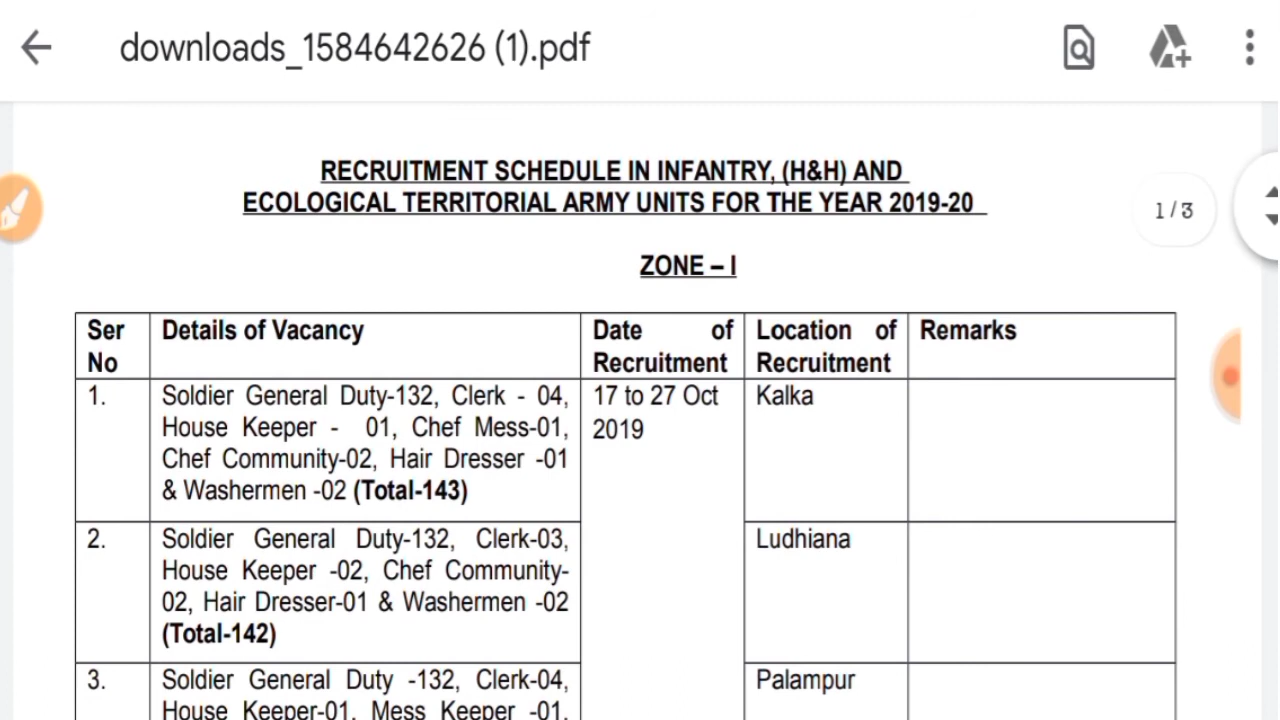 downloads_1584642626 (1).pdf
RECRUITMENT SCHEDULE IN INFANTRY, (H&H) AND
ECOLOGICAL TERRITORIAL ARMY UNITS FOR THE YEAR 2019-20
1 / 3
ZONE – I
Ser No
Details of Vacancy
Date of Recruitment
Location of Recruitment
Remarks
1.
Soldier General Duty-132, Clerk - 04,
House Keeper - 01, Chef Mess-01,
Chef Community-02, Hair Dresser -01
& Washermen -02 (Total-143)
17 to 27 Oct
2019
Kalka
2.
Soldier General Duty-132, Clerk-03,
House Keeper -02, Chef Community-
02, Hair Dresser-01 & Washermen -02
(Total-142)
Ludhiana
3.
Soldier General Duty -132, Clerk-04,
House Keeper-01, Mess Keeper -01,
Palampur